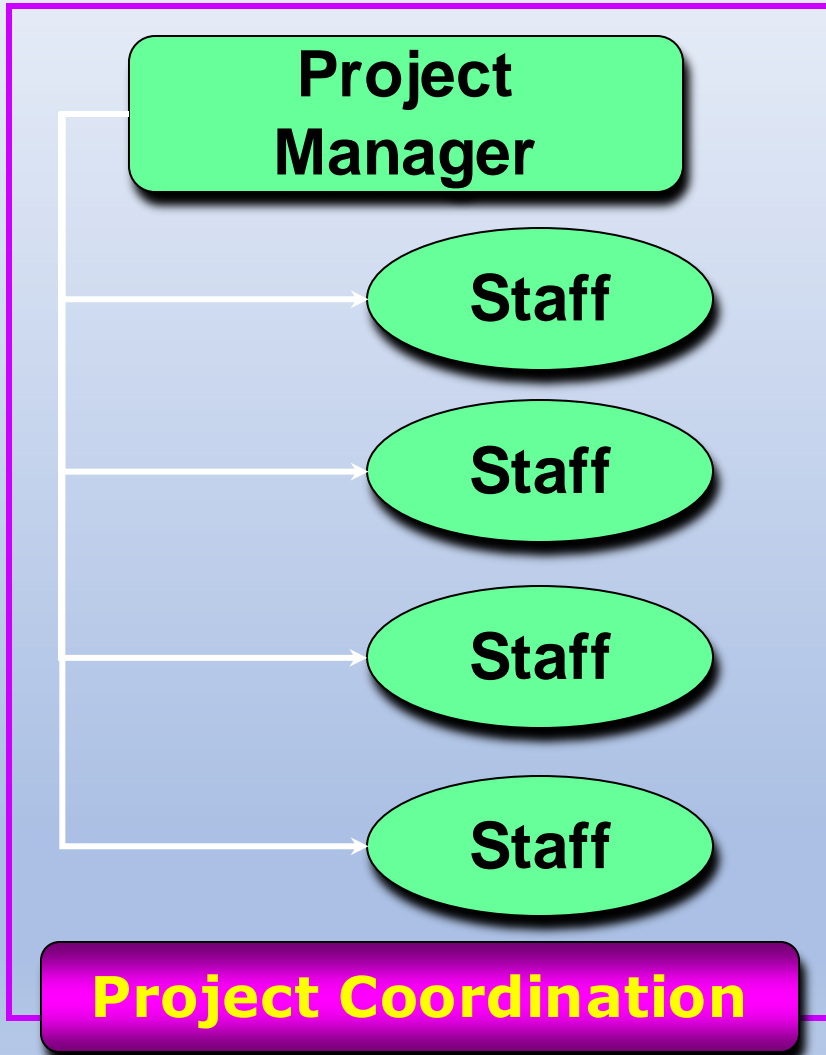 Project
Manager
Staff
Staff
Staff
Staff
Project Coordination